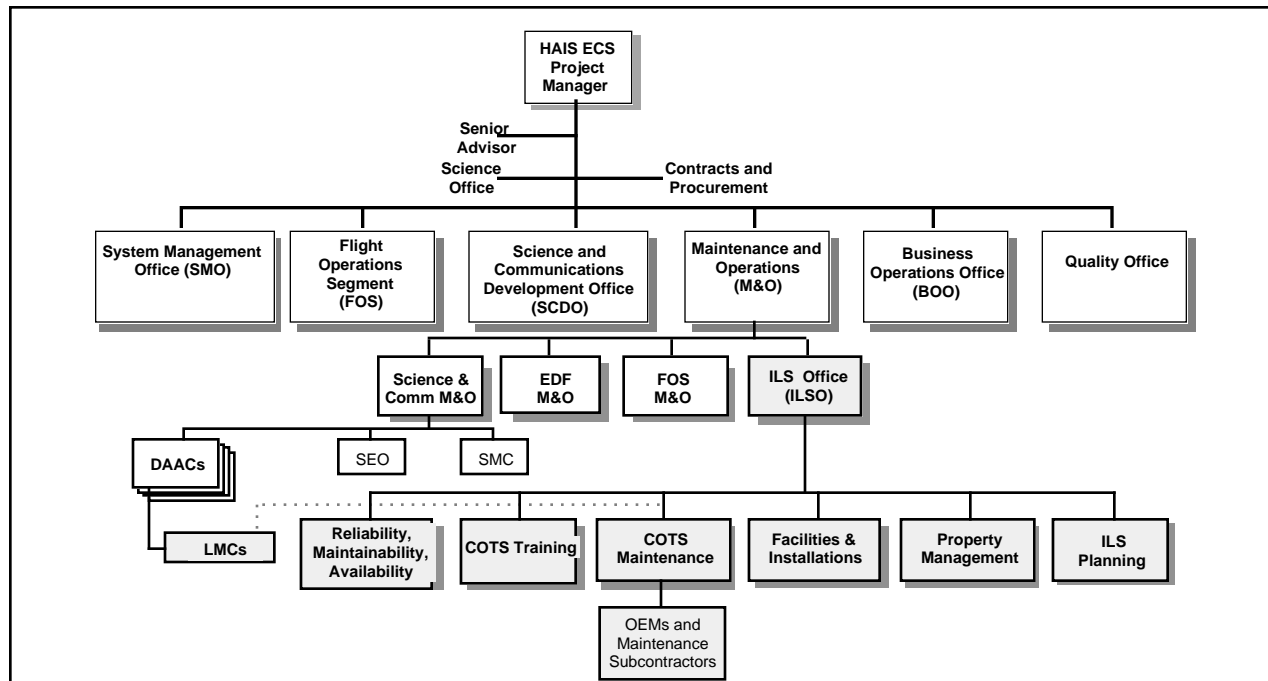 HAIS ECS
Project
Manager
Senior
Advisor
Science
Office
Contracts and
Procurement
System Management
Office (SMO)
Flight
Operations
Segment
(FOS)
Science and
Communications
Development Office
(SCDO)
Maintenance and
Operations
(M&O)
Business
Operations Office
(BOO)
Quality Office
Science &
Comm M&O
EDF
M&O
FOS
M&O
ILS Office
(ILSO)
DAACs
SEO
SMC
LMCs
Reliability,
Maintainability,
Availability
COTS Training
COTS
Maintenance
Facilities &
Installations
Property
Management
ILS
Planning
OEMs and
Maintenance
Subcontractors